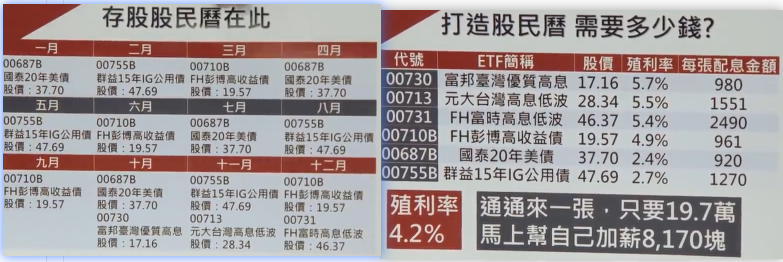 存股股民曆在此
一月 二月 三月 四月
00687B 00755B 00710B 00687B
國泰20年美債 群益15年IG公用債 FH彭博高收益債 國泰20年美債
股價：37.70 股價：47.69 股價：19.57 股價：37.70
五月 六月 七月 八月
00755B 00710B 00687B 00755B
群益15年IG公用債 FH彭博高收益債 國泰20年美債 群益15年IG公用債
股價：47.69 股價：19.57 股價：37.70 股價：47.69
九月 十月 十一月 十二月
00710B 00687B 00755B 00710B
FH彭博高收益債 國泰20年美債 群益15年IG公用債 FH彭博高收益債
股價：19.57 股價：37.70 股價：47.69 股價：19.57
00730 00713 00731
富邦臺灣優質高息 元大台灣高息低波 FH富時高息低波
股價：17.16 股價：28.34 股價：46.37
打造股民曆 需要多少錢?
代號 ETF簡稱 股價 殖利率 每張配息金額
00730 富邦臺灣優質高息 17.16 5.7% 980
00713 元大台灣高息低波 28.34 5.5% 1551
00731 FH富時高息低波 46.37 5.4% 2490
00710B FH彭博高收益債 19.57 4.9% 961
00687B 國泰20年美債 37.70 2.4% 920
00755B 群益15年IG公用債 47.69 2.7% 1270
殖利率
4.2%
通通來一張，只要19.7萬
馬上幫自己加薪8,170塊